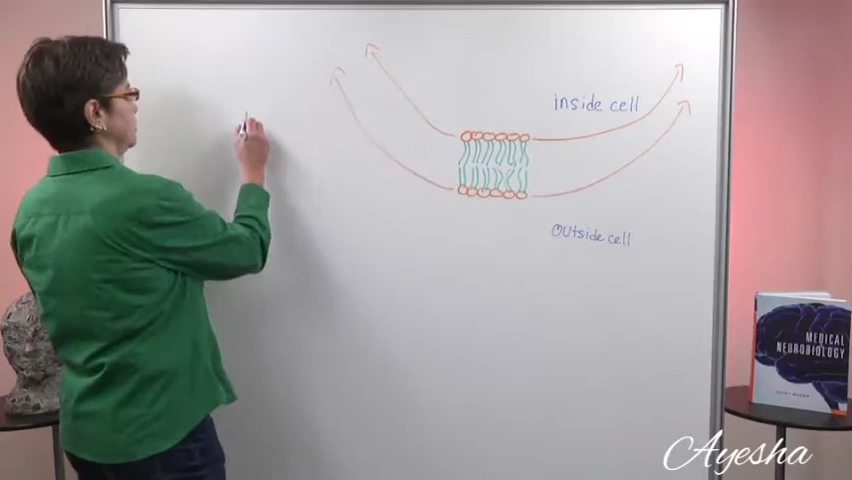 inside cell
outside cell
MEDICAL
NEUROBIOLOGY
Ayesha